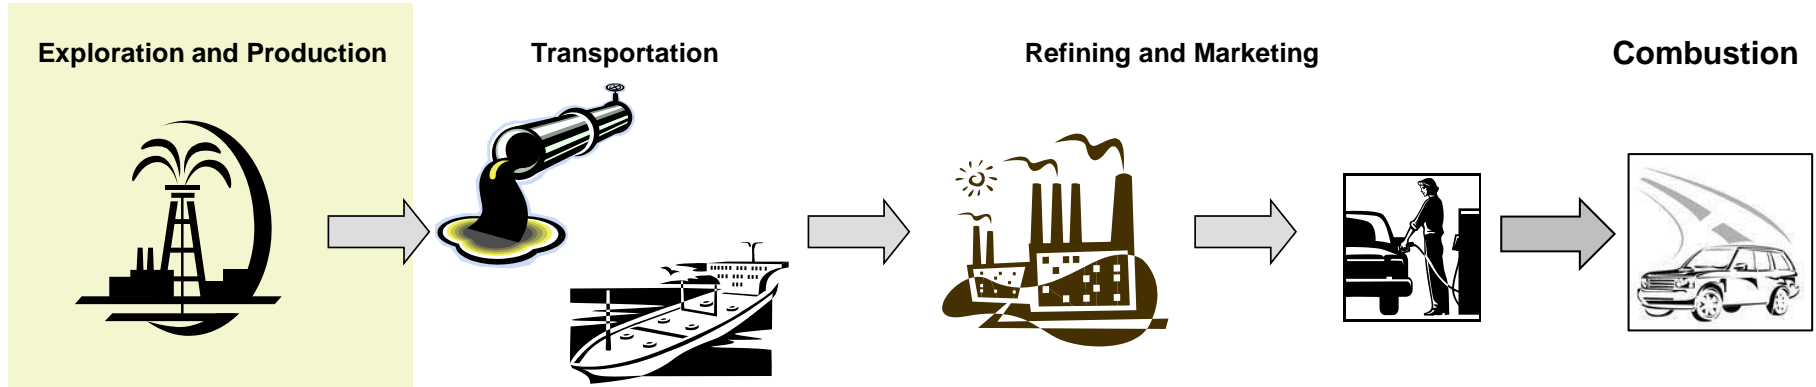 Exploration and Production
Transportation
Refining and Marketing
Combustion